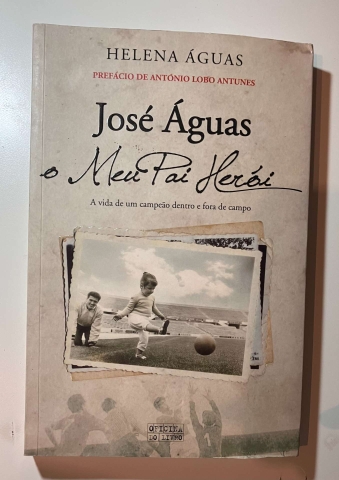 HELENA ÁGUAS
PREFÁCIO DE ANTÓNIO LOBO ANTUNES
José Águas
o Meu Pai Herói
A vida de um campeão dentro e fora de campo
OFICINA
DO LIVRO